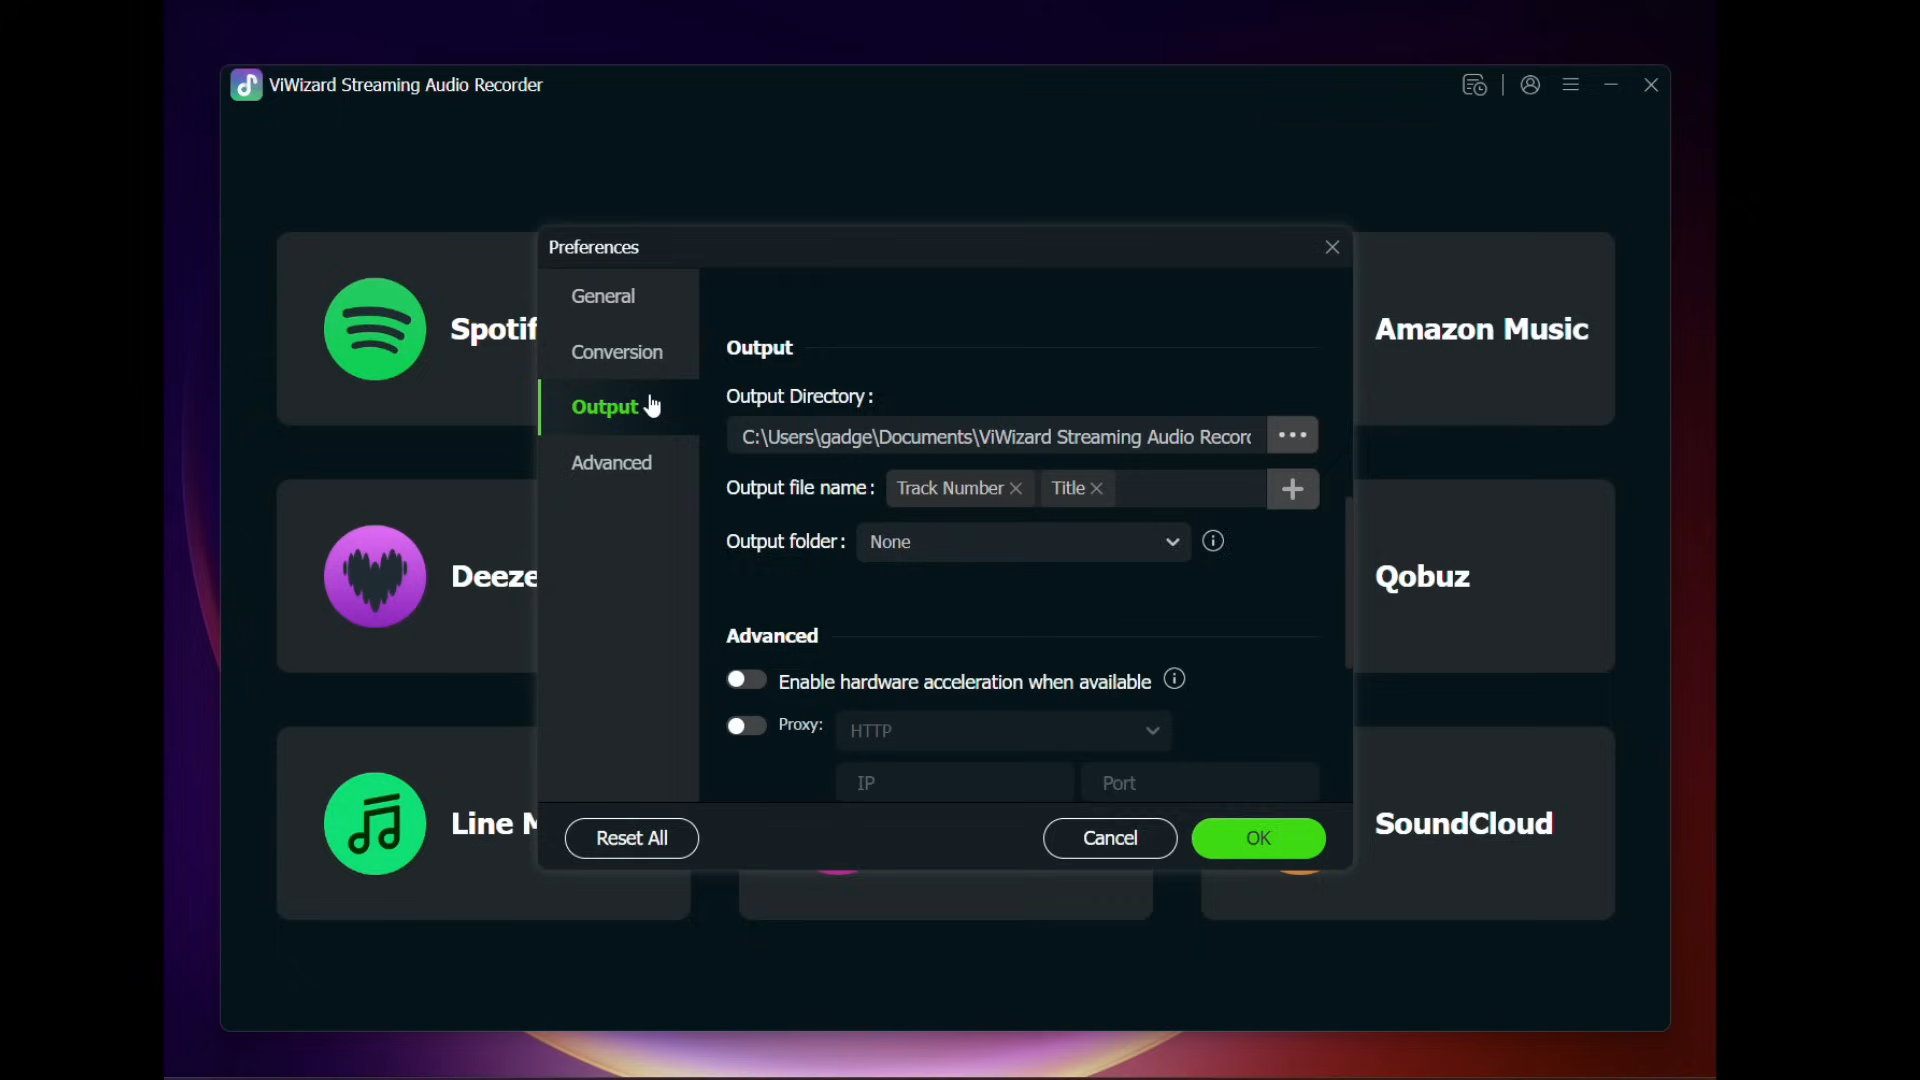 ViWizard Streaming Audio Recorder
Preferences
General
Conversion
Output
Advanced
Output
Output Directory:
C:\Users\gadge\Documents\ViWizard Streaming Audio Recor
Output file name: Track Number Title
Output folder: None
Advanced
Enable hardware acceleration when available
Proxy: HTTP
IP Port
Reset All Cancel OK
Spotif
Amazon Music
Deeze
Qobuz
Line M
SoundCloud